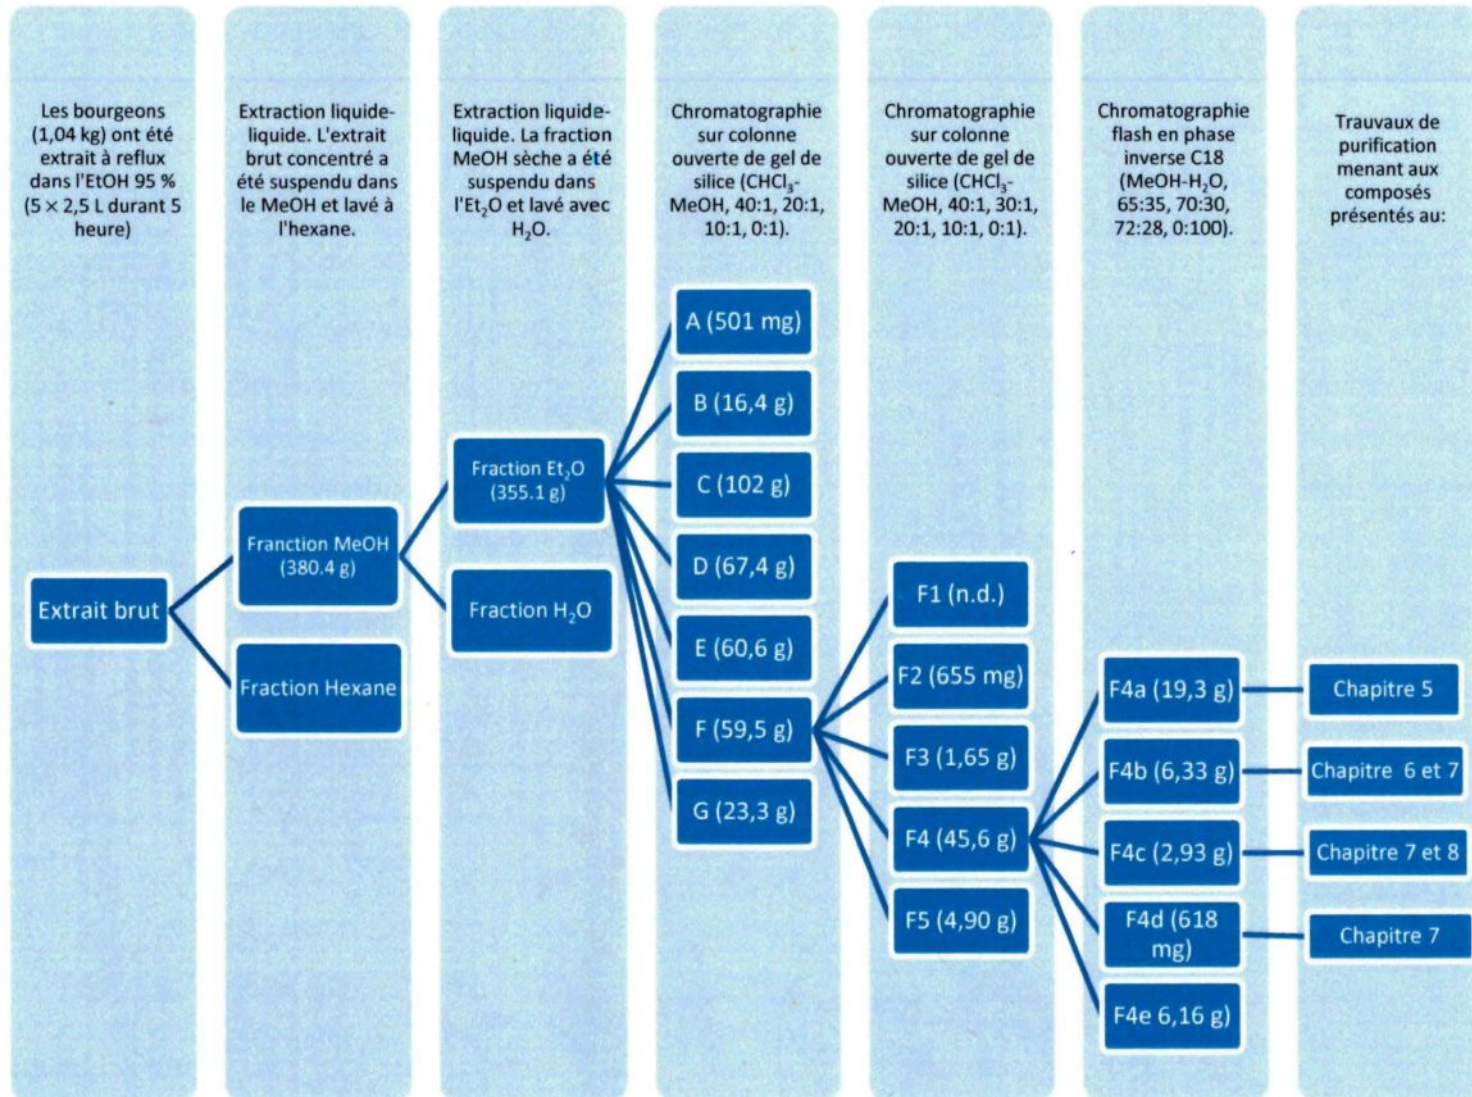 Les bourgeons
(1,04 kg) ont été
extrait à reflux
dans l'EtOH 95 %
(5 × 2,5 L durant 5
heure)
Extraction liquide-
liquide. L'extrait
brut concentré a
été suspendu dans
le MeOH et lavé à
l'hexane.
Extraction liquide-
liquide. La fraction
MeOH sèche a été
suspendu dans
l'Et₂O et lavé avec
H₂O.
Chromatographie
sur colonne
ouverte de gel de
silice (CHCl₃-
MeOH, 40:1, 20:1,
10:1, 0:1).
Chromatographie
sur colonne
ouverte de gel de
silice (CHCl₃-
MeOH, 40:1, 30:1,
20:1, 10:1, 0:1).
Chromatographie
flash en phase
inverse C18
(MeOH-H₂O,
65:35, 70:30,
72:28, 0:100).
Trauvaux de
purification
menant aux
composés
présentés au:
Extrait brut
Franction MeOH
(380.4 g)
Fraction Hexane
Fraction Et₂O
(355.1 g)
Fraction H₂O
A (501 mg)
B (16,4 g)
C (102 g)
D (67,4 g)
E (60,6 g)
F (59,5 g)
G (23,3 g)
F1 (n.d.)
F2 (655 mg)
F3 (1,65 g)
F4 (45,6 g)
F5 (4,90 g)
F4a (19,3 g)
F4b (6,33 g)
F4c (2,93 g)
F4d (618
mg)
F4e 6,16 g)
Chapitre 5
Chapitre 6 et 7
Chapitre 7 et 8
Chapitre 7